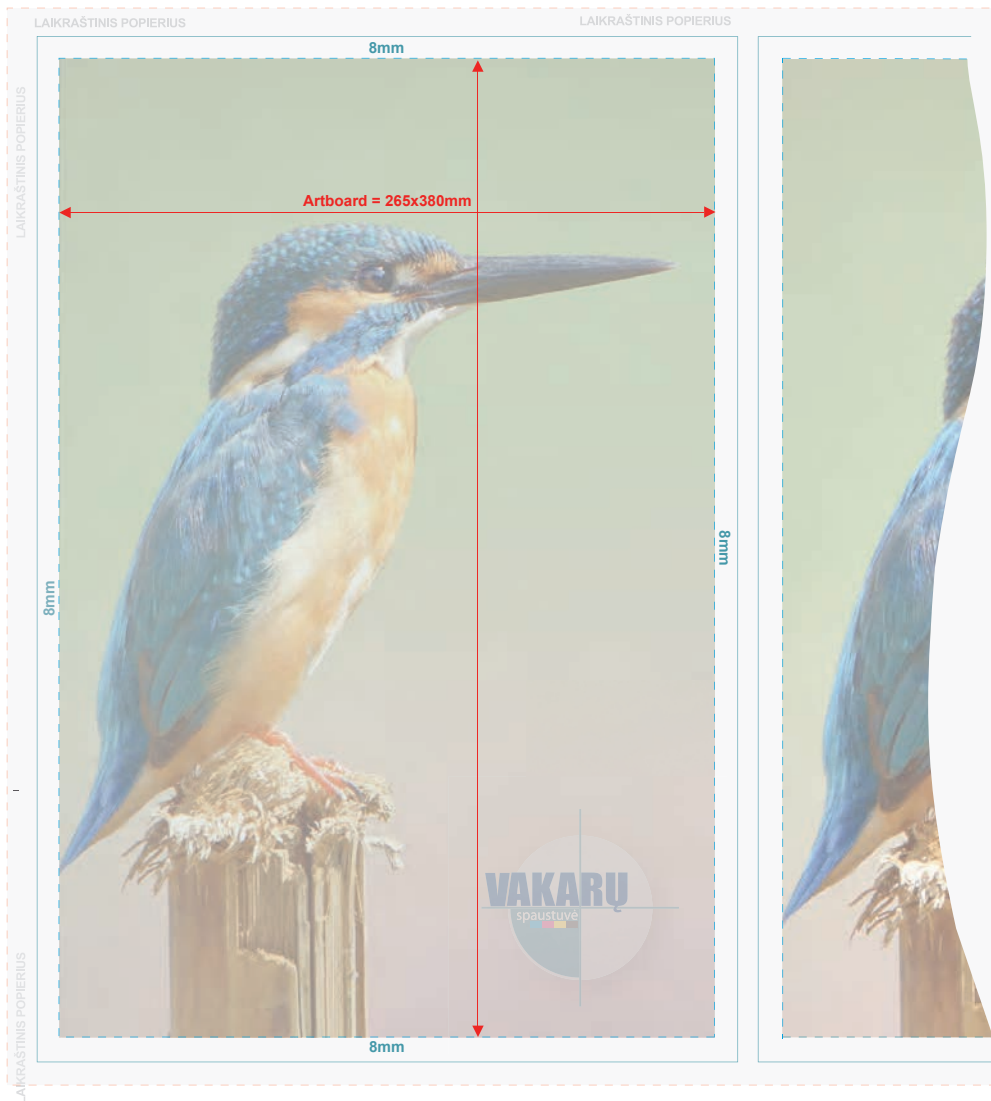 LAIKRAŠTINIS POPIERIUS
LAIKRAŠTINIS POPIERIUS
8mm
LAIKRAŠTINIS POPIERIUS
Artboard = 265x380mm
8mm
8mm
VAKARŲ
spaustuvė
LAIKRAŠTINIS POPIERIUS
8mm